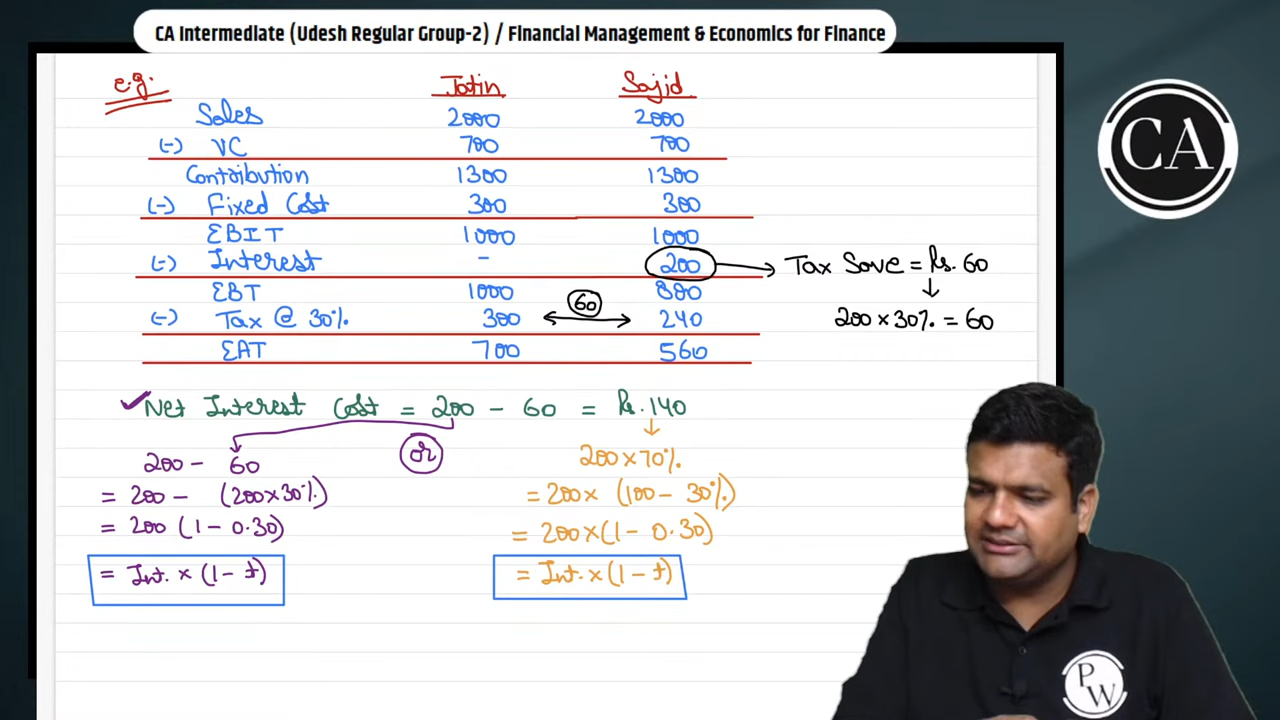 CA Intermediate (Udesh Regular Group-2) / Financial Management & Economics for Finance
CA
e.g. Jatin Sajid
Sales 2000 2000
(-) VC 700 700
Contribution 1300 1300
(-) Fixed Cost 300 300
EBIT 1000 1000
(-) Interest - 200 Tax Save = Rs. 60
EBT 1000 800
(-) Tax @ 30% 300 60 240 200 × 30% = 60
EAT 700 560
Net Interest Cost = 200 - 60 = Rs. 140
or
200 - 60
= 200 - (200×30%)
= 200 (1 - 0.30)
= Int. × (1 - t)
200×70%
= 200× (100 - 30%)
= 200×(1 - 0.30)
= Int. × (1 - t)
PW